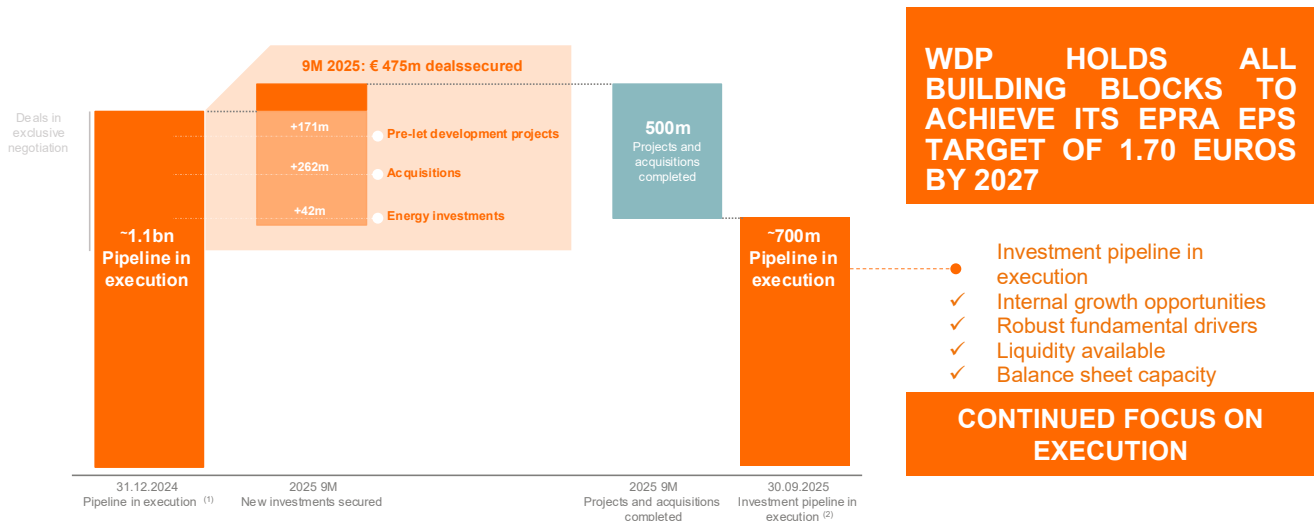 Deals in
exclusive
negotiation
~1.1bn
Pipeline in
execution
9M 2025: € 475m dealssecured
+171m
Pre-let development projects
+262m
Acquisitions
+42m
Energy investments
500m
Projects and
acquisitions
completed
~700m
Pipeline in
execution
31.12.2024
Pipeline in execution (1)
2025 9M
New investments secured
2025 9M
Projects and acquisitions
completed
30.09.2025
Investment pipeline in
execution (2)
WDP HOLDS ALL
BUILDING BLOCKS TO
ACHIEVE ITS EPRA EPS
TARGET OF 1.70 EUROS
BY 2027
Investment pipeline in
execution
✓ Internal growth opportunities
✓ Robust fundamental drivers
✓ Liquidity available
✓ Balance sheet capacity
CONTINUED FOCUS ON
EXECUTION